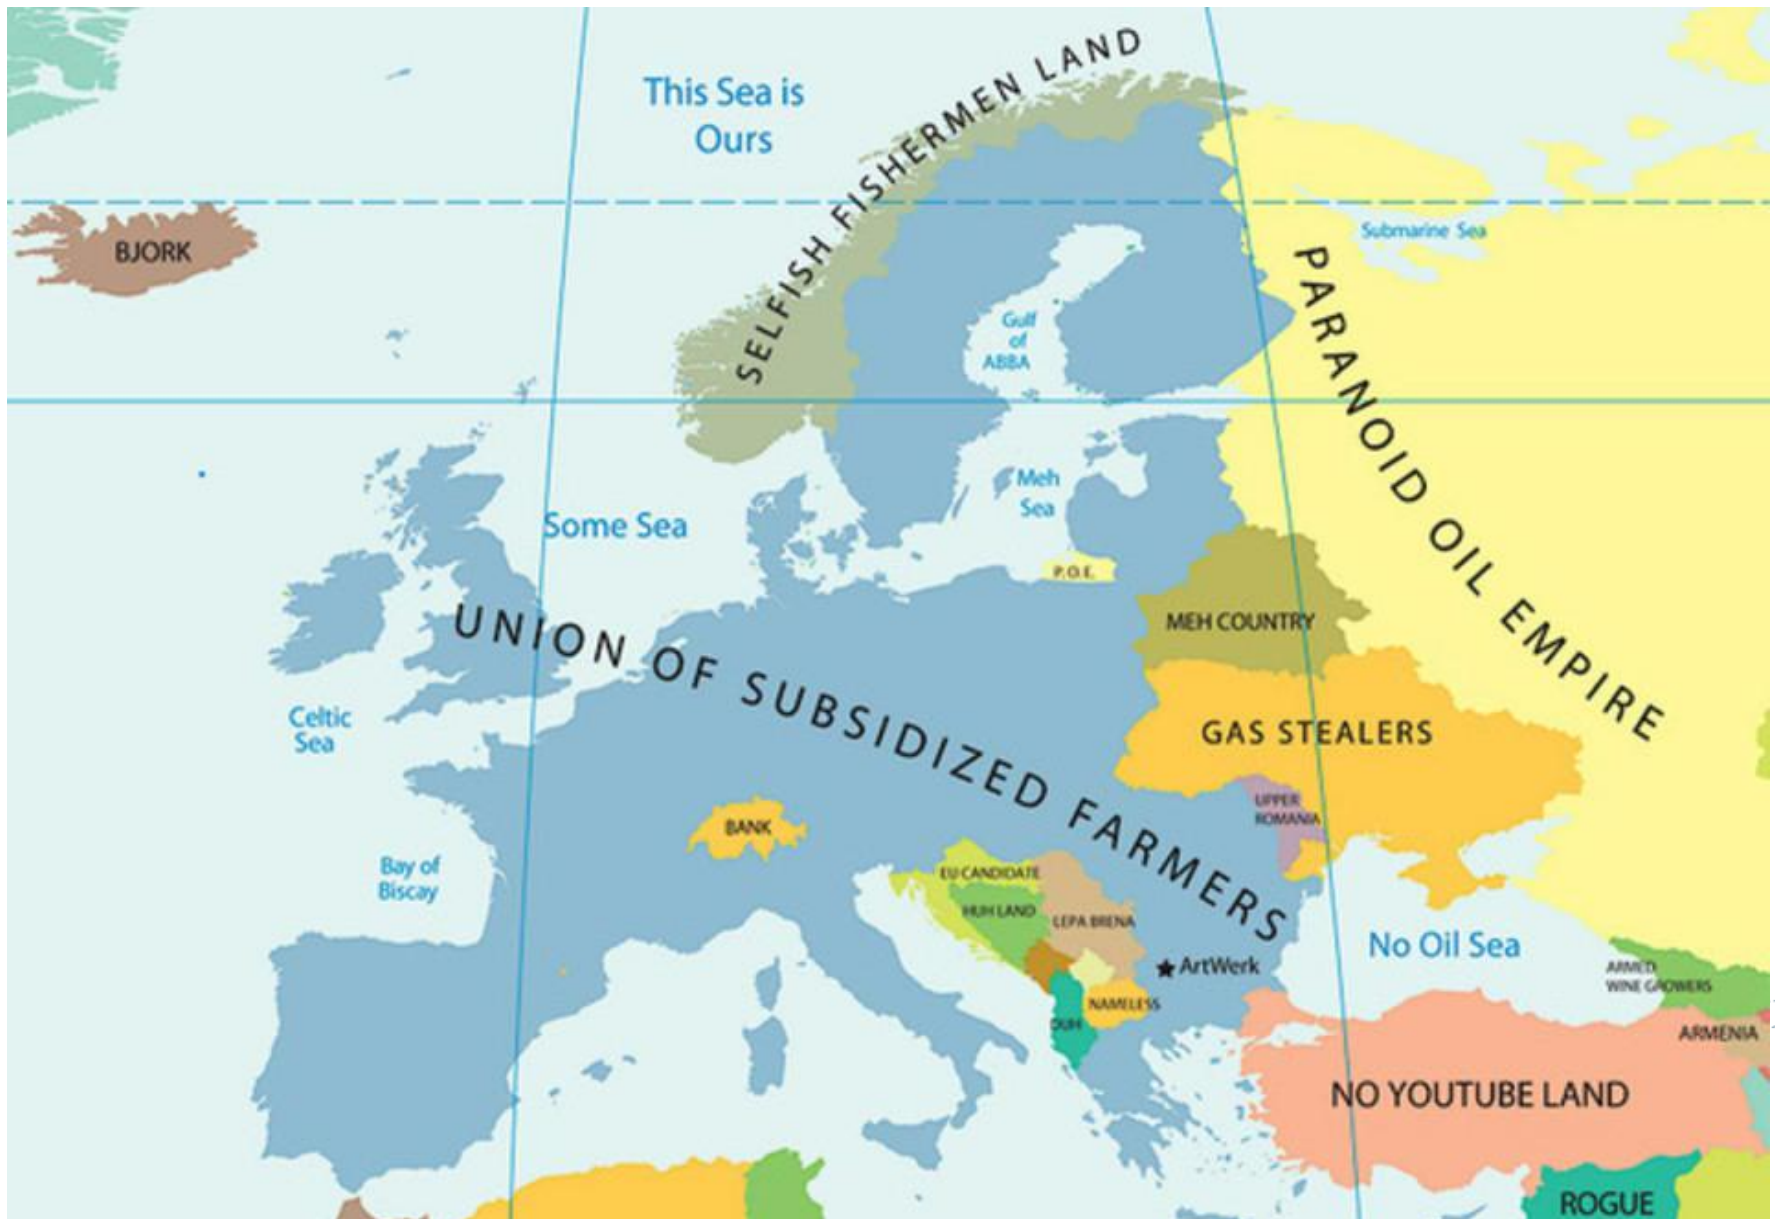 This Sea is
Ours
SELFISH FISHERMEN LAND
BJORK
Submarine Sea
PARANOID OIL EMPIRE
Gulf
of
ABBA
Meh
Sea
Some Sea
P.O.E.
MEH COUNTRY
UNION OF SUBSIDIZED FARMERS
Celtic
Sea
GAS STEALERS
UPPER
ROMANIA
BANK
Bay of
Biscay
EU CANDIDATE
HUH LAND
LEPA BRENA
ArtWerk
No Oil Sea
NAMELESS
DUH
ARMED
WINE GROWERS
ARMENIA
NO YOUTUBE LAND
ROGUE